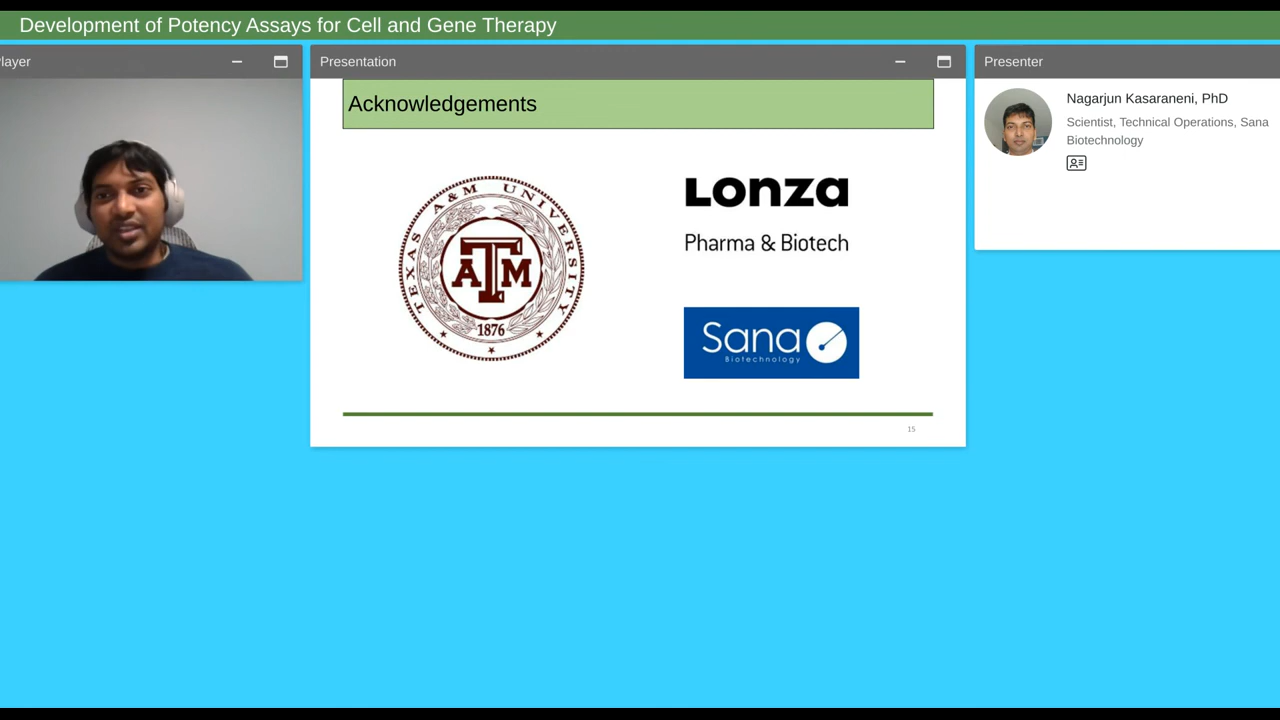 Development of Potency Assays for Cell and Gene Therapy
layer
Presentation
Presenter
Acknowledgements
TEXAS A&M UNIVERSITY
ATM
1876
Lonza
Pharma & Biotech
Sana
Biotechnology
15
Nagarjun Kasaraneni, PhD
Scientist, Technical Operations, Sana
Biotechnology